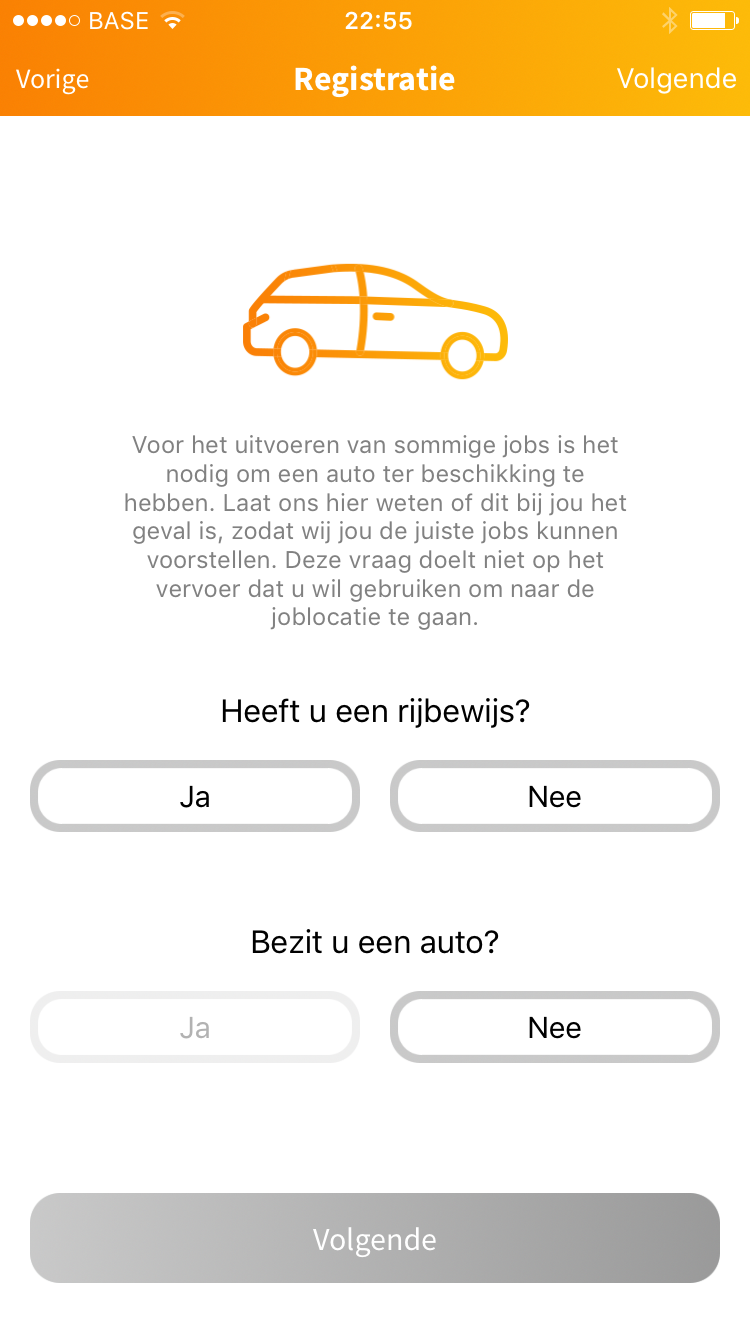 BASE 22:55
Vorige Registratie Volgende
Voor het uitvoeren van sommige jobs is het
nodig om een auto ter beschikking te
hebben. Laat ons hier weten of dit bij jou het
geval is, zodat wij jou de juiste jobs kunnen
voorstellen. Deze vraag doelt niet op het
vervoer dat u wil gebruiken om naar de
joblocatie te gaan.
Heeft u een rijbewijs?
Ja Nee
Bezit u een auto?
Ja Nee
Volgende